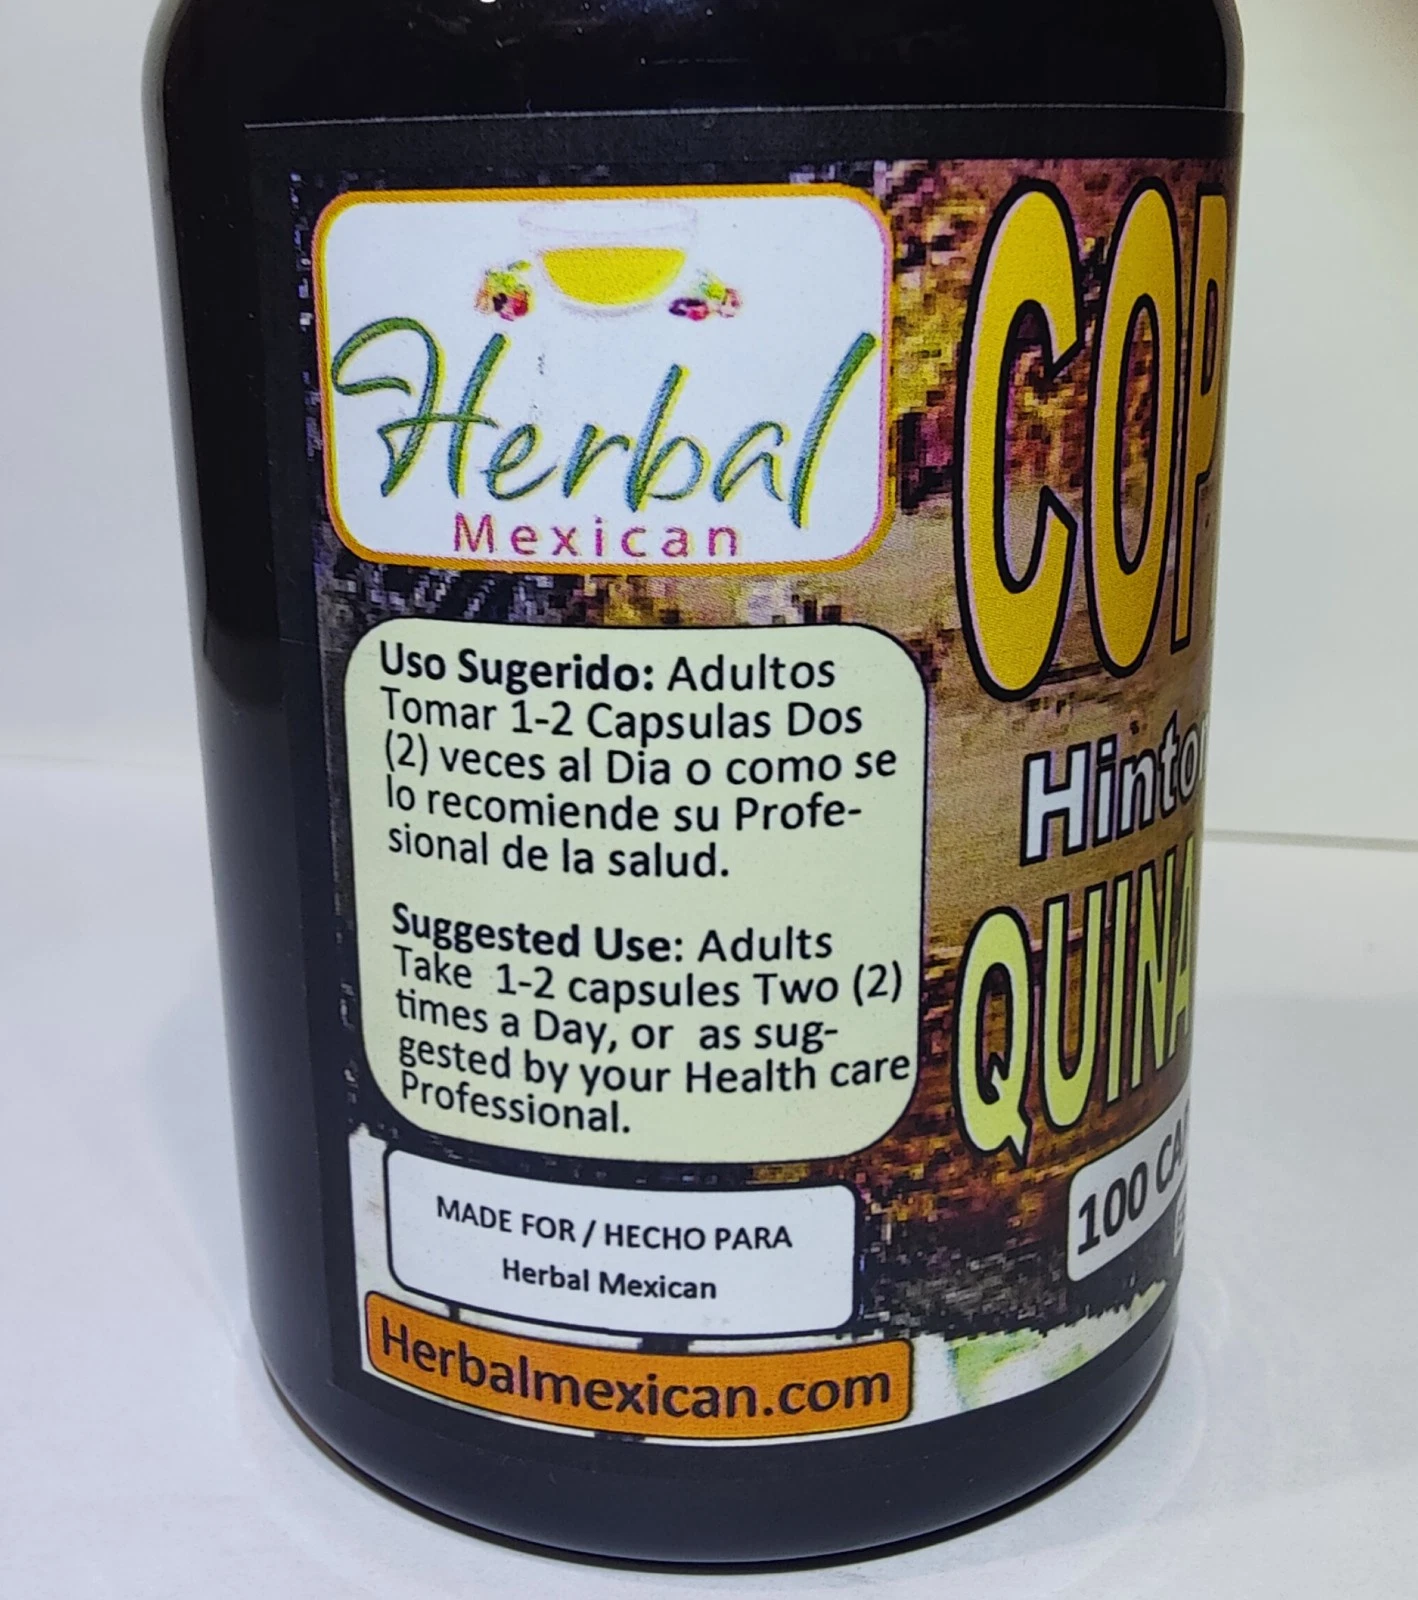 Herbal
Mexican
Uso Sugerido: Adultos
Tomar 1-2 Capsulas Dos
(2) veces al Dia o como se
lo recomiende su Profe-
sional de la salud.
Suggested Use: Adults
Take 1-2 capsules Two (2)
times a Day, or as sug-
gested by your Health care
Professional.
MADE FOR / HECHO PARA
Herbal Mexican
Herbalmexican.com
COP
Hinton
QUINA
100 CA